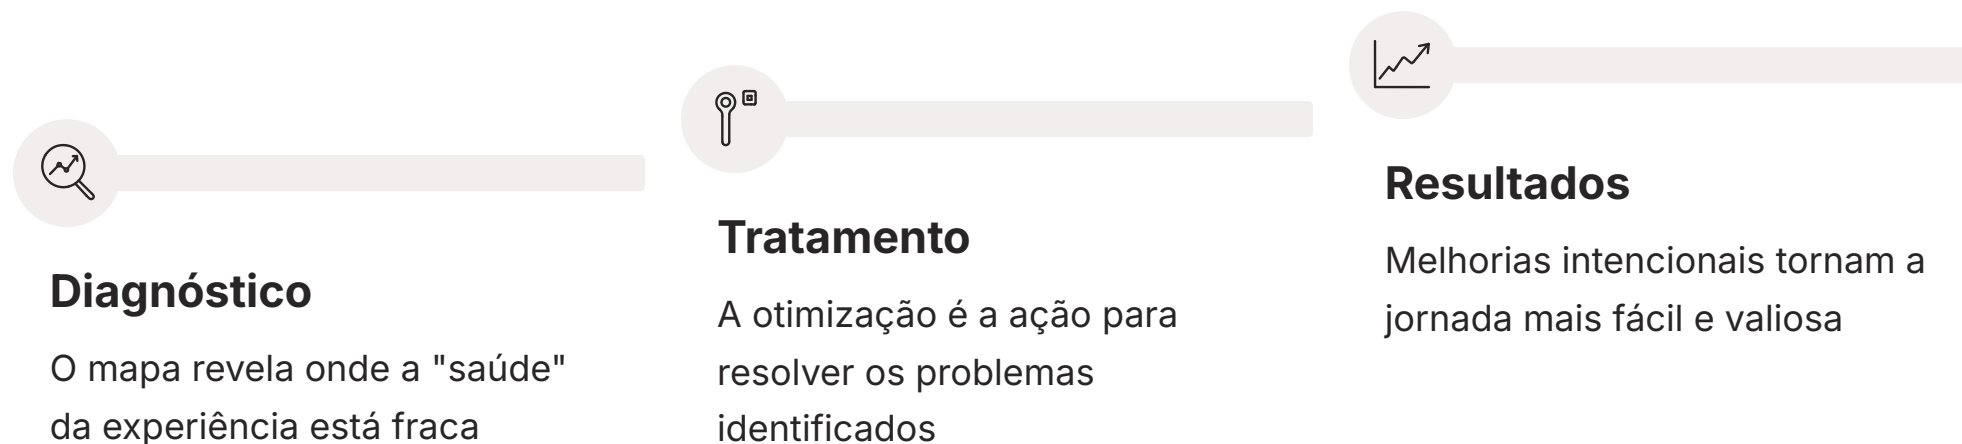 Diagnóstico
O mapa revela onde a "saúde"
da experiência está fraca
Tratamento
A otimização é a ação para
resolver os problemas
identificados
Resultados
Melhorias intencionais tornam a
jornada mais fácil e valiosa